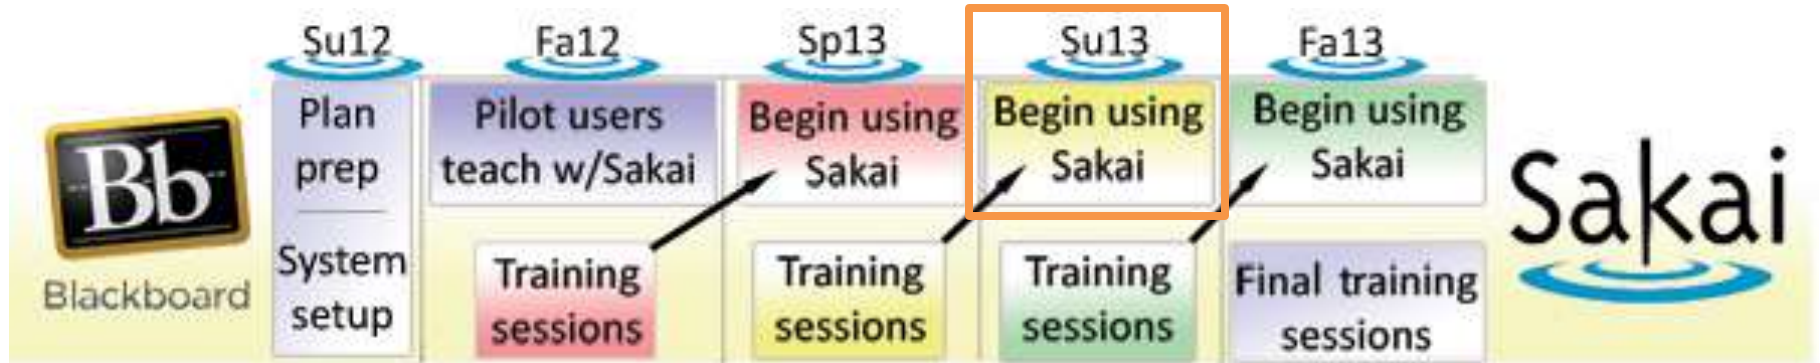 Su12
Fa12
Sp13
Su13
Fa13
Bb
Blackboard
Plan
prep
System
setup
Pilot users
teach w/Sakai
Training
sessions
Begin using
Sakai
Training
sessions
Begin using
Sakai
Training
sessions
Begin using
Sakai
Final training
sessions
Sakai